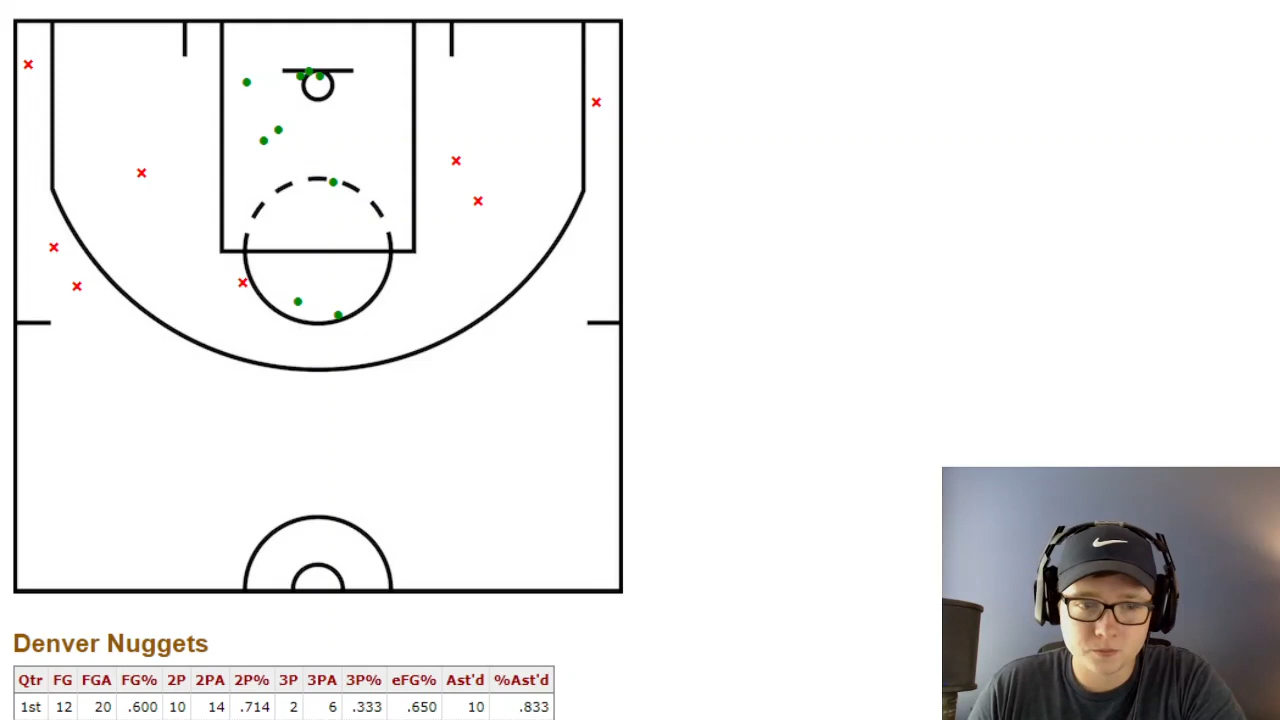 Denver Nuggets
Qtr FG FGA FG% 2P 2PA 2P% 3P 3PA 3P% eFG% Ast'd %Ast'd
1st 12 20 .600 10 14 .714 2 6 .333 .650 10 .833